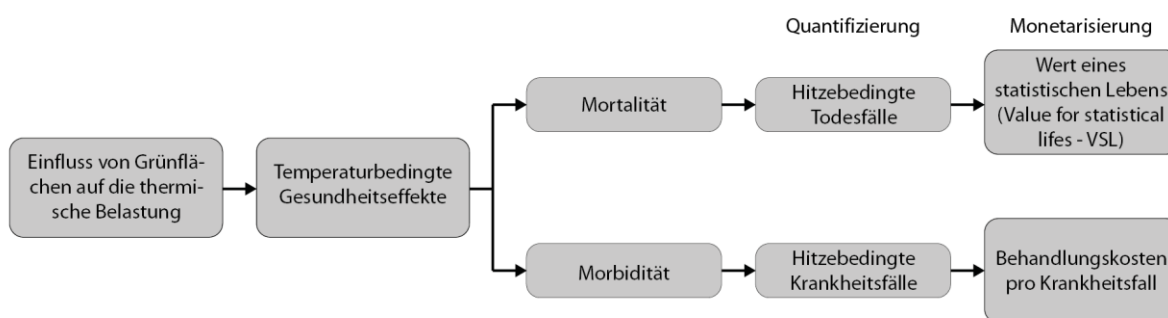 Quantifizierung
Monetarisierung
Einfluss von Grünflä-
chen auf die thermi-
sche Belastung
Temperaturbedingte
Gesundheitseffekte
Mortalität
Hitzebedingte
Todesfälle
Wert eines
statistischen Lebens
(Value for statistical
lifes - VSL)
Morbidität
Hitzebedingte
Krankheitsfälle
Behandlungskosten
pro Krankheitsfall